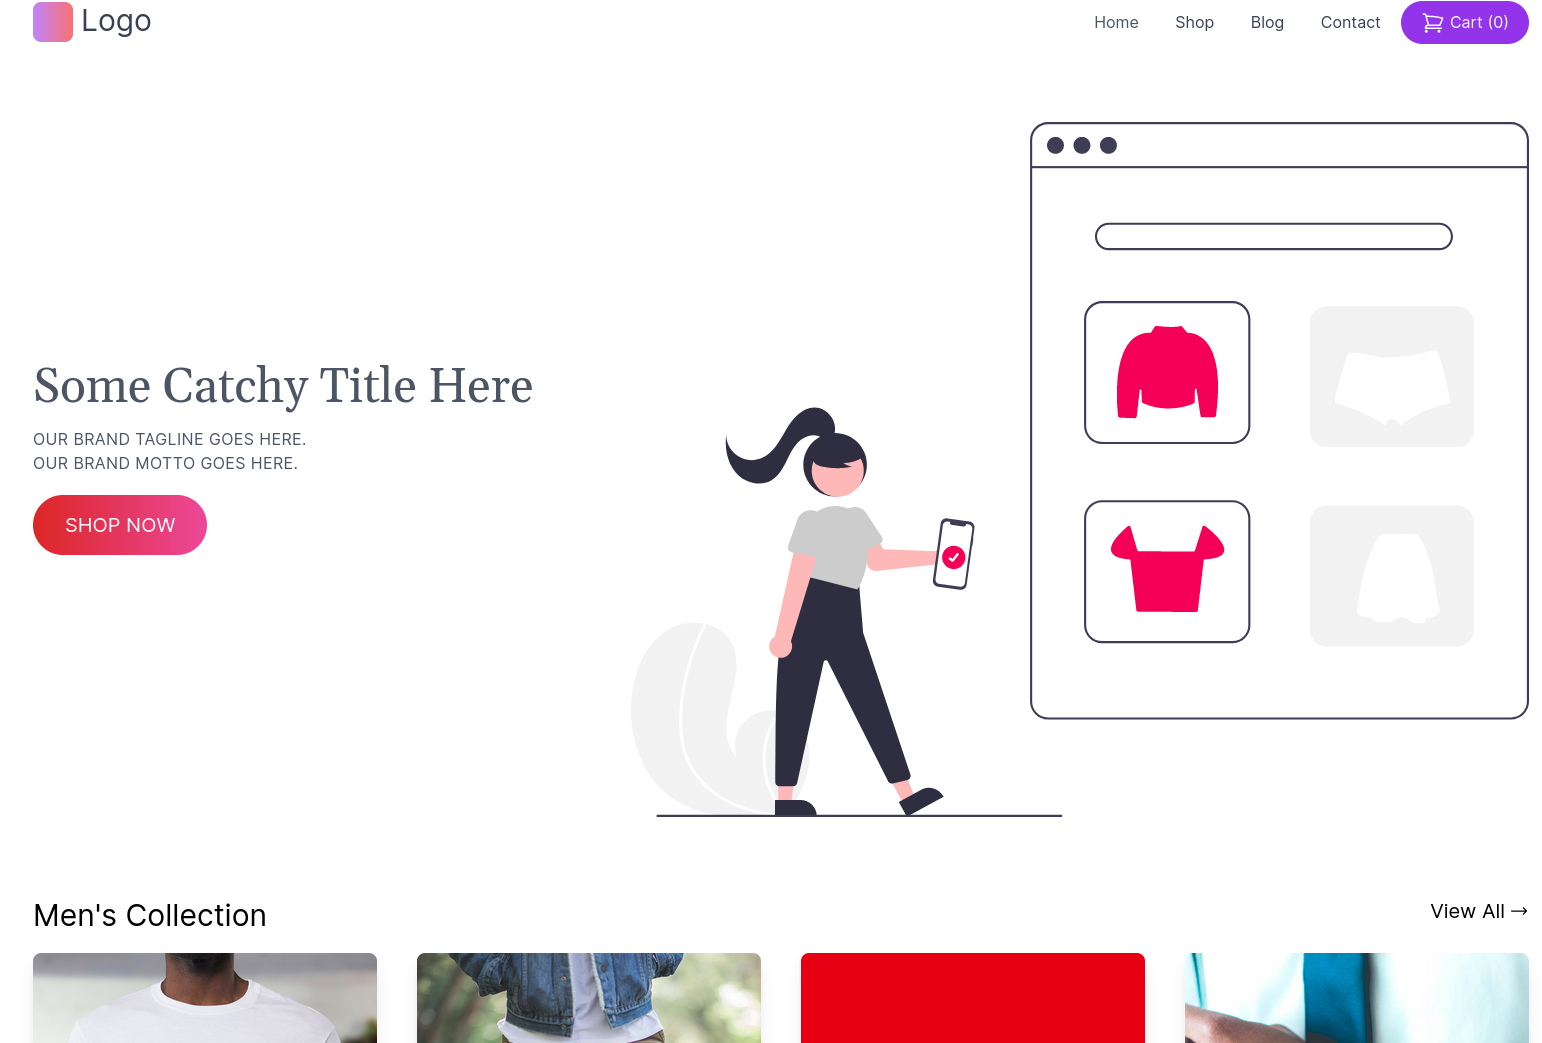 Logo
Home
Shop
Blog
Contact
Cart (0)
Some Catchy Title Here
OUR BRAND TAGLINE GOES HERE.
OUR BRAND MOTTO GOES HERE.
SHOP NOW
Men's Collection
View All →